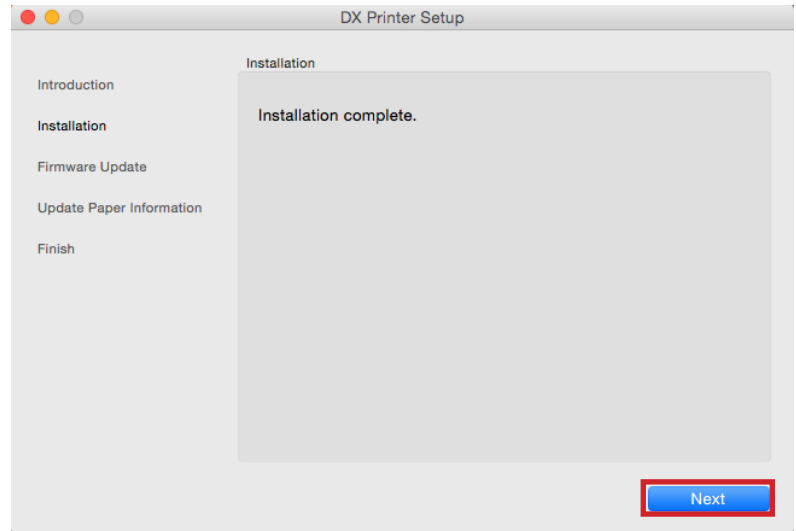 DX Printer Setup
Introduction
Installation
Firmware Update
Update Paper Information
Finish
Installation
Installation complete.
Next